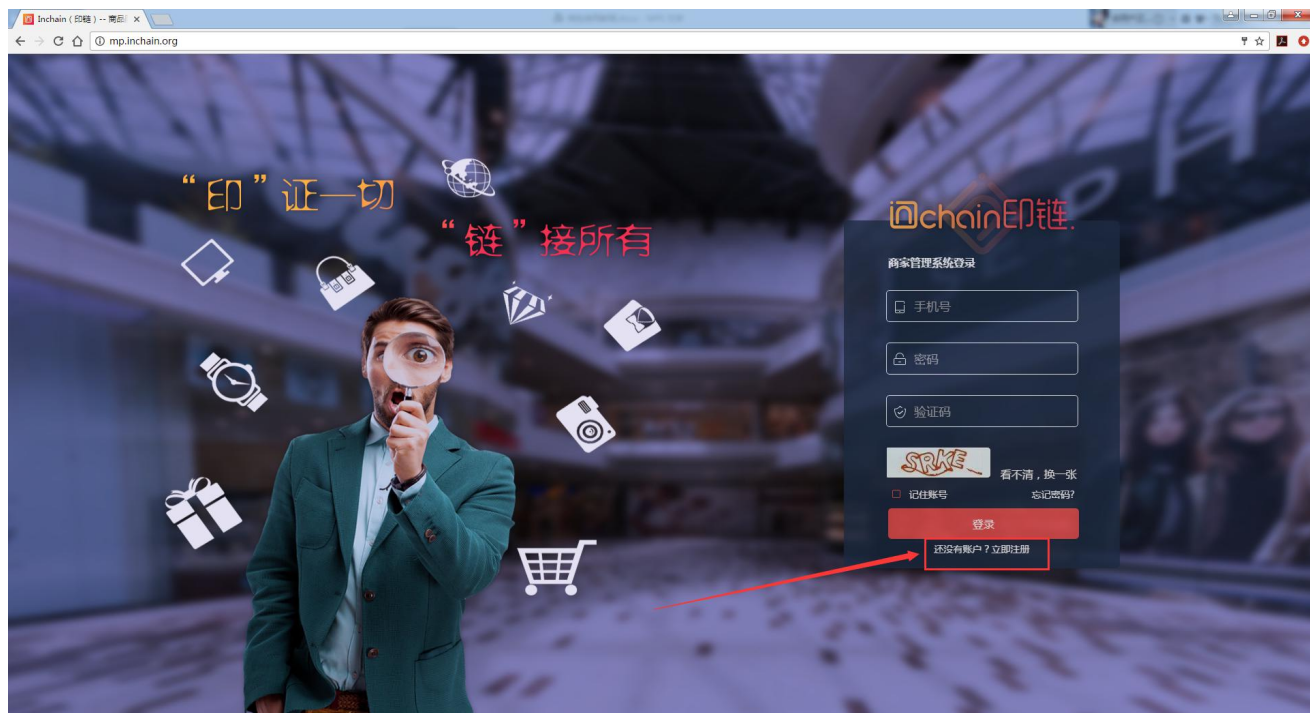 Inchain（印链）-- 商品
mp.inchain.org
“印”证一切
“链”接所有
inchain印链.
商家管理系统登录
手机号
密码
验证码
SRKE
看不清，换一张
记住账号
忘记密码?
登录
还没有账户？立即注册